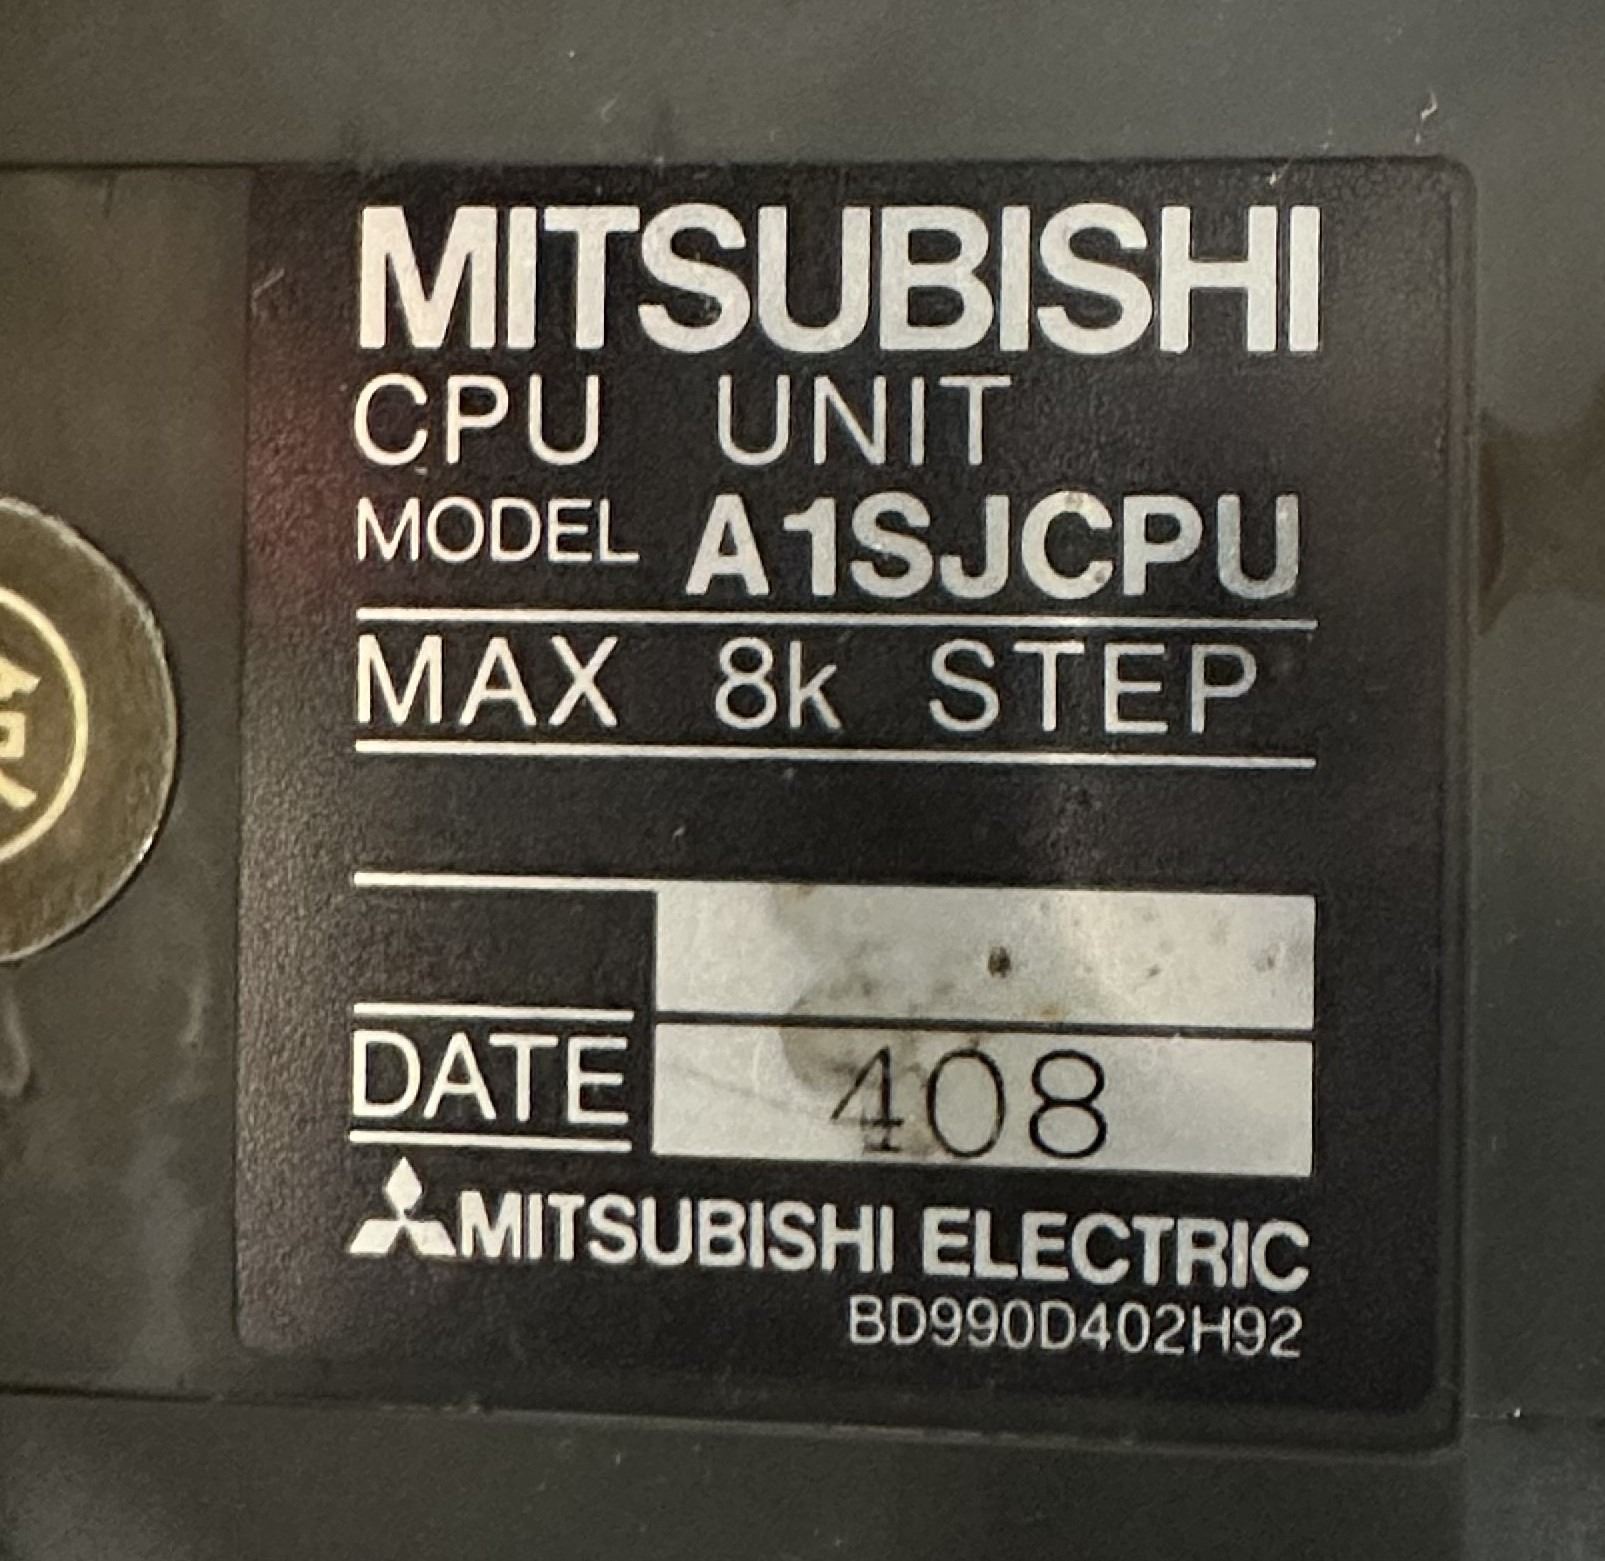 MITSUBISHI
CPU UNIT
MODEL A1SJCPU
MAX 8k STEP
DATE 408
MITSUBISHI ELECTRIC
BD990D402H92